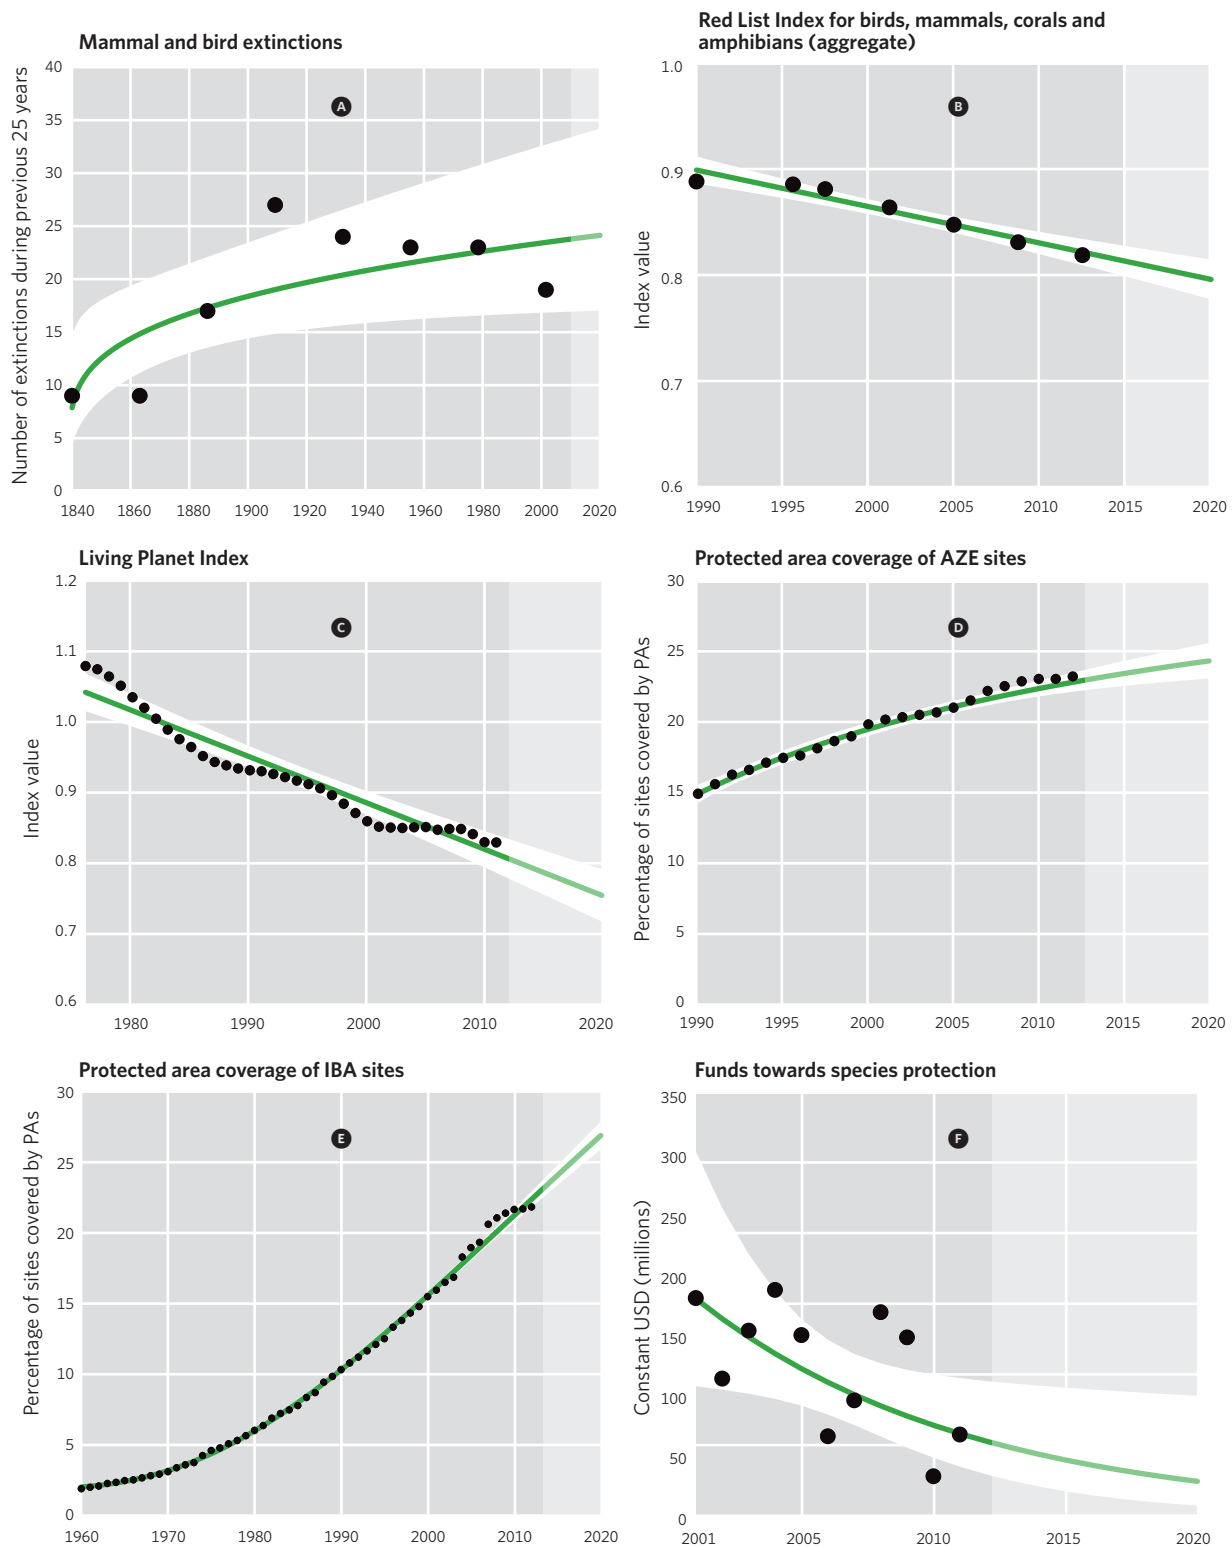 Mammal and bird extinctions
Number of extinctions during previous 25 years
40
35
30
25
20
15
10
5
0
A
1840 1860 1880 1900 1920 1940 1960 1980 2000 2020
Red List Index for birds, mammals, corals and
amphibians (aggregate)
Index value
1.0
0.9
0.8
0.7
0.6
B
1990 1995 2000 2005 2010 2015 2020
Living Planet Index
Index value
1.2
1.1
1.0
0.9
0.8
0.7
0.6
C
1980 1990 2000 2010 2020
Protected area coverage of AZE sites
Percentage of sites covered by PAs
30
25
20
15
10
5
0
D
1990 1995 2000 2005 2010 2015 2020
Protected area coverage of IBA sites
Percentage of sites covered by PAs
30
25
20
15
10
5
0
E
1960 1970 1980 1990 2000 2010 2020
Funds towards species protection
Constant USD (millions)
350
300
250
200
150
100
50
0
F
2001 2005 2010 2015 2020